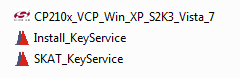 CP210x_VCP_Win_XP_S2K3_Vista_7
Install_KeyService
SKAT_KeyService